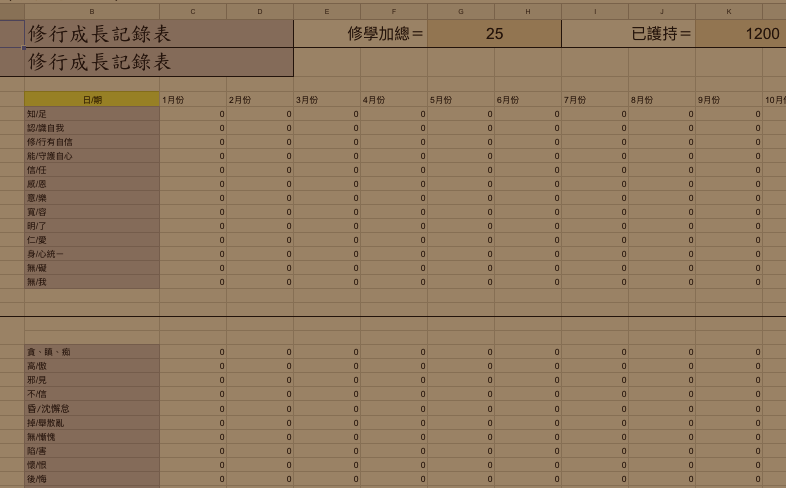 B C D E F G H I J K
修行成長記錄表 修學加總＝ 25 已護持＝ 1200
修行成長記錄表
日/期 1月份 2月份 3月份 4月份 5月份 6月份 7月份 8月份 9月份 10月份
知/足 0 0 0 0 0 0 0 0 0
認/識自我 0 0 0 0 0 0 0 0 0
修/行有自信 0 0 0 0 0 0 0 0 0
能/守護自心 0 0 0 0 0 0 0 0 0
信/任 0 0 0 0 0 0 0 0 0
感/恩 0 0 0 0 0 0 0 0 0
意/樂 0 0 0 0 0 0 0 0 0
寬/容 0 0 0 0 0 0 0 0 0
明/了 0 0 0 0 0 0 0 0 0
仁/愛 0 0 0 0 0 0 0 0 0
身/心統一 0 0 0 0 0 0 0 0 0
無/礙 0 0 0 0 0 0 0 0 0
無/我 0 0 0 0 0 0 0 0 0
貪、瞋、痴 0 0 0 0 0 0 0 0 0
高/傲 0 0 0 0 0 0 0 0 0
邪/見 0 0 0 0 0 0 0 0 0
不/信 0 0 0 0 0 0 0 0 0
昏/沈懈怠 0 0 0 0 0 0 0 0 0
掉/舉散亂 0 0 0 0 0 0 0 0 0
無/慚愧 0 0 0 0 0 0 0 0 0
陷/害 0 0 0 0 0 0 0 0 0
懷/恨 0 0 0 0 0 0 0 0 0
後/悔 0 0 0 0 0 0 0 0 0